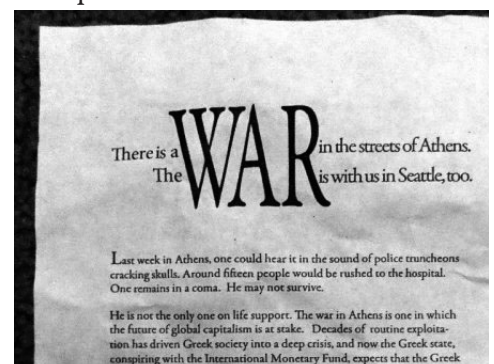 There is a WAR in the streets of Athens.
The WAR is with us in Seattle, too.
Last week in Athens, one could hear it in the sound of police truncheons
cracking skulls. Around fifteen people would be rushed to the hospital.
One remains in a coma. He may not survive.
He is not the only one on life support. The war in Athens is one in which
the future of global capitalism is at stake. Decades of routine exploita-
tion has driven Greek society into a deep crisis, and now the Greek state,
conspiring with the International Monetary Fund, expects that the Greek